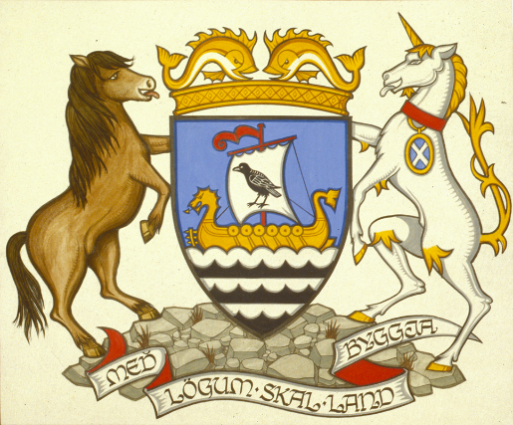 MEÐ
LÖGUM · SKAL · LAND
BYGGJA